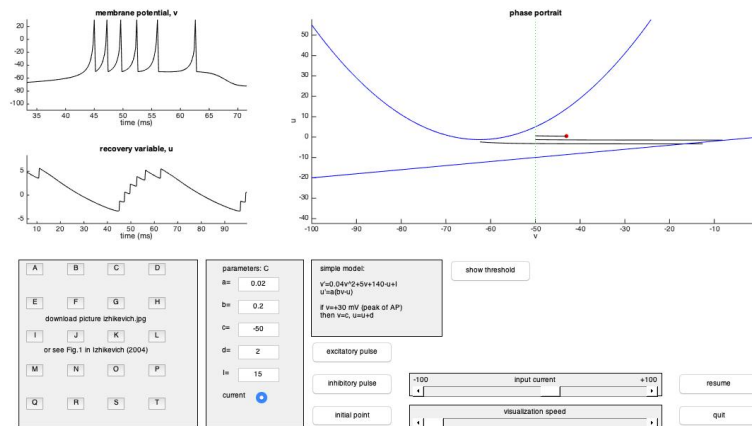 membrane potential, v
20
0
-20
-40
-60
-80
-100
35 40 45 50 55 60 65 70
time (ms)
recovery variable, u
5
0
-5
10 20 30 40 50 60 70 80 90
time (ms)
phase portrait
50
40
30
20
10
0
-10
-20
-30
-40
u
-100 -90 -80 -70 -60 -50 -40 -30 -20 -10
v
A B C D
E F G H
download picture izhikevich.jpg
I J K L
or see Fig.1 in Izhikevich (2004)
M N O P
Q R S T
parameters: C
a= 0.02
b= 0.2
c= -50
d= 2
I= 15
current
simple model:
v'=0.04v^2+5v+140-u+I
u'=a(bv-u)
if v=+30 mV (peak of AP)
then v=c, u=u+d
show threshold
excitatory pulse
inhibitory pulse
initial point
-100 input current +100
visualization speed
resume
quit